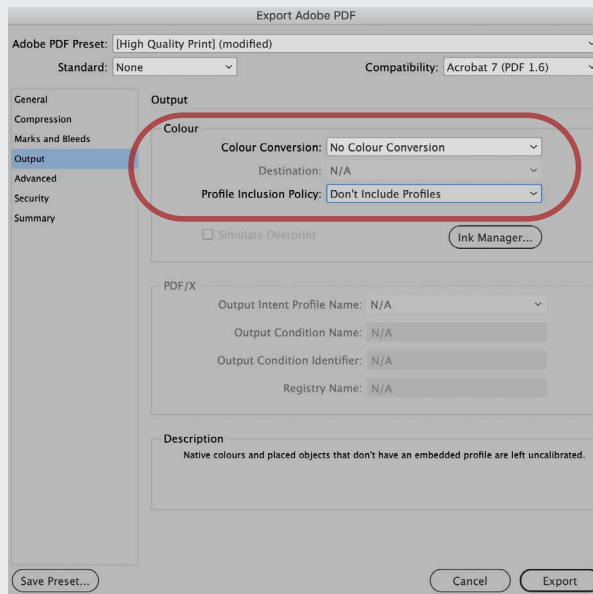 Export Adobe PDF
Adobe PDF Preset: [High Quality Print] (modified)
Standard: None Compatibility: Acrobat 7 (PDF 1.6)
General
Compression
Marks and Bleeds
Output
Advanced
Security
Summary
Output
Colour
Colour Conversion: No Colour Conversion
Destination: N/A
Profile Inclusion Policy: Don't Include Profiles
Simulate Overprint Ink Manager...
PDF/X
Output Intent Profile Name: N/A
Output Condition Name: N/A
Output Condition Identifier: N/A
Registry Name: N/A
Description
Native colours and placed objects that don't have an embedded profile are left uncalibrated.
Save Preset... Cancel Export